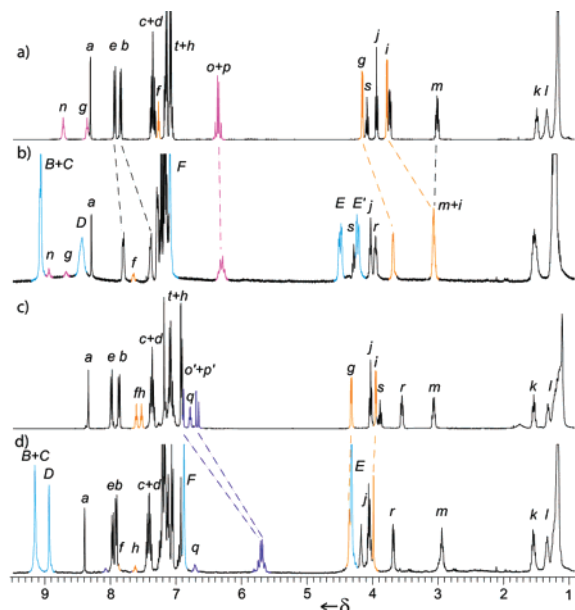 a) n g a e b c+d f t+h o+p g s j i m k l
b) B+C n g D a f F E s E' j r m+i
c) a e b fh c+d t+h q o'+p' g j i s r m k l
d) B+C D a eb f h c+d F q E j r m k l
9 8 7 6 5 4 3 2 1
←δ